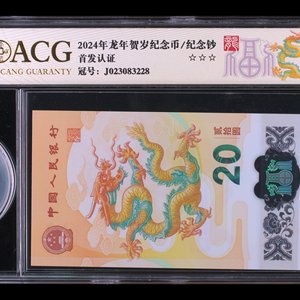 ACG
CANG GUARANTY
2024年龙年贺岁纪念币/纪念钞
首发认证
冠号: J023083228
☆☆☆
中国人民银行
贰拾圆
20